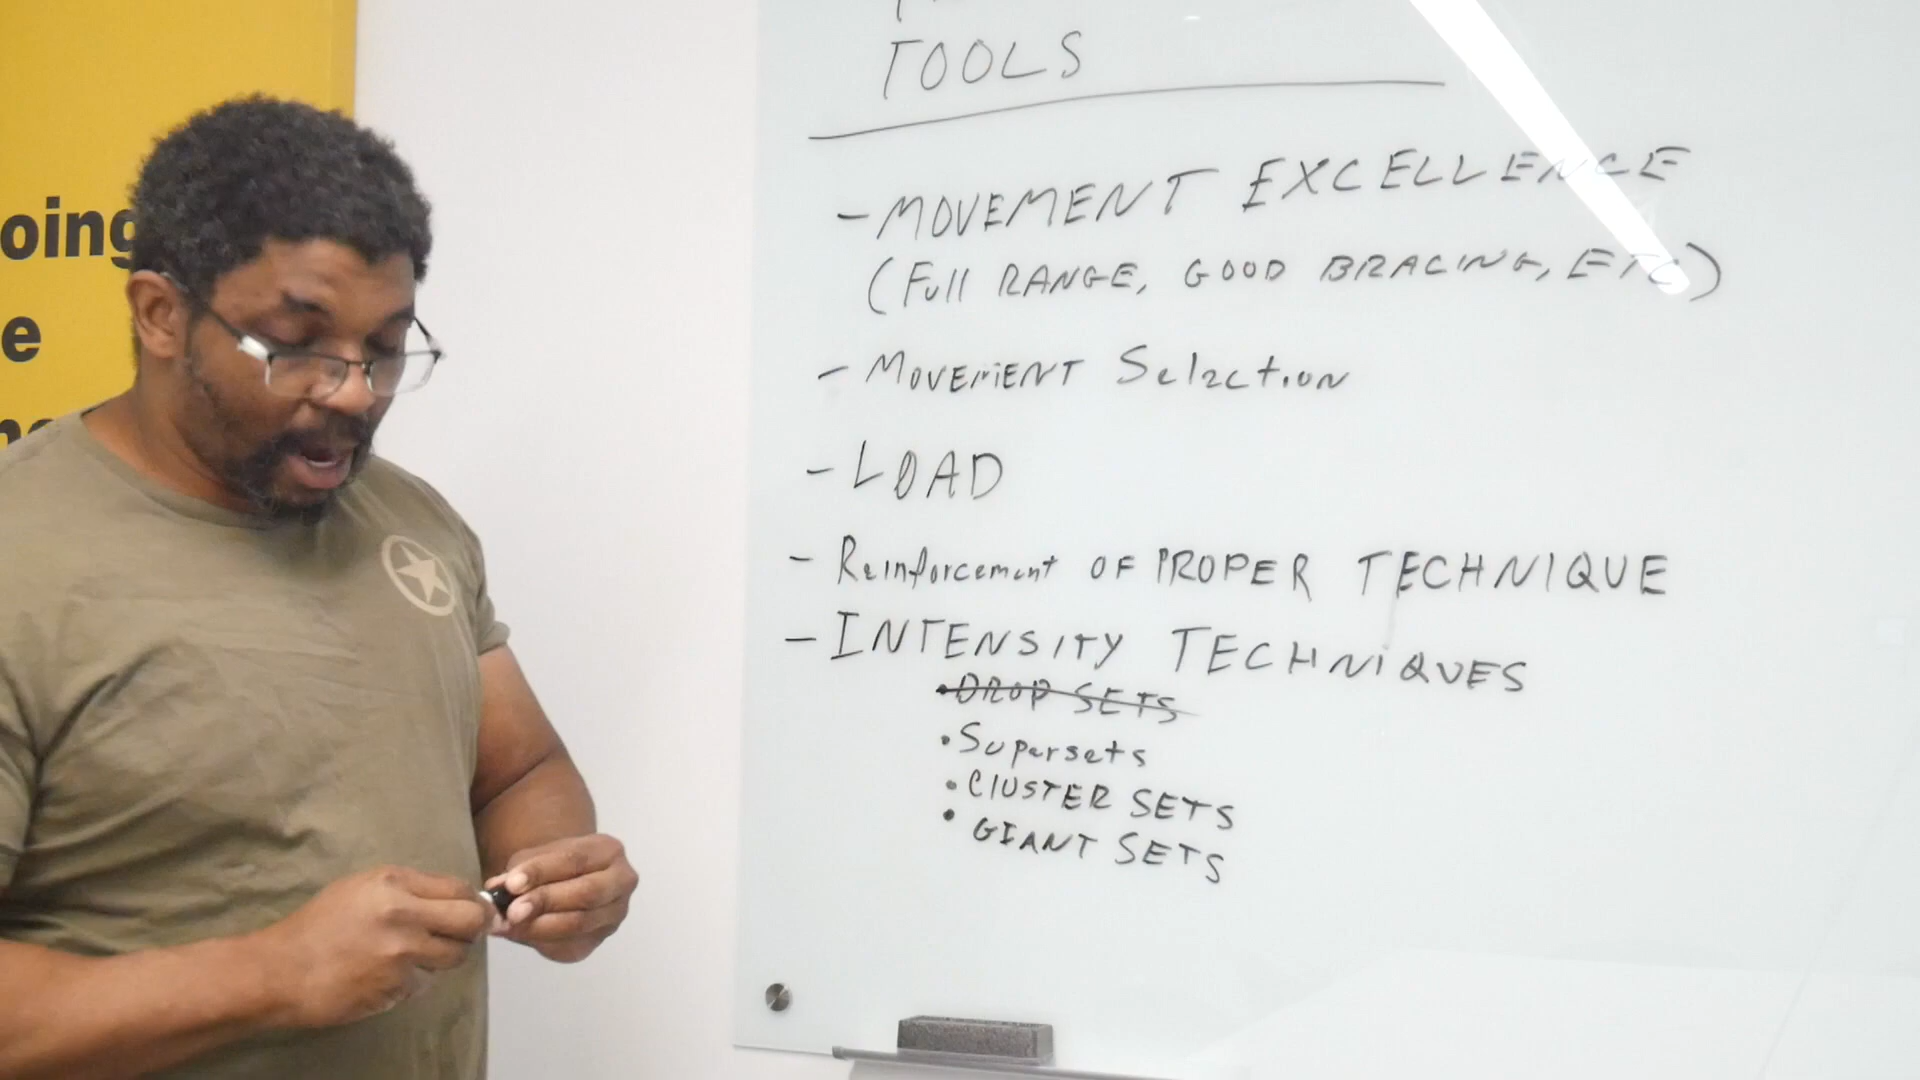 oing
e
TOOLS
- MOVEMENT EXCELLENCE
(Full RANGE, GOOD BRACING, ETC)
- MOVEMENT Selection
- LOAD
- Reinforcement OF PROPER TECHNIQUE
- INTENSITY TECHNIQUES
• DROP SETS
• Supersets
• ClUSTER SETS
• GIANT SETS